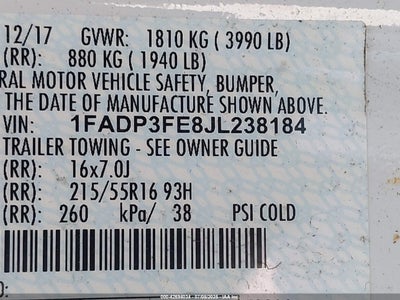 12/17 GVWR: 1810 KG ( 3990 LB)
(RR): 880 KG ( 1940 LB)
RAL MOTOR VEHICLE SAFETY, BUMPER,
THE DATE OF MANUFACTURE SHOWN ABOVE.
VIN: 1FADP3FE8JL238184
TRAILER TOWING - SEE OWNER GUIDE
(RR): 16x7.0J
(RR): 215/55R16 93H
(RR): 260 kPa/ 38 PSI COLD